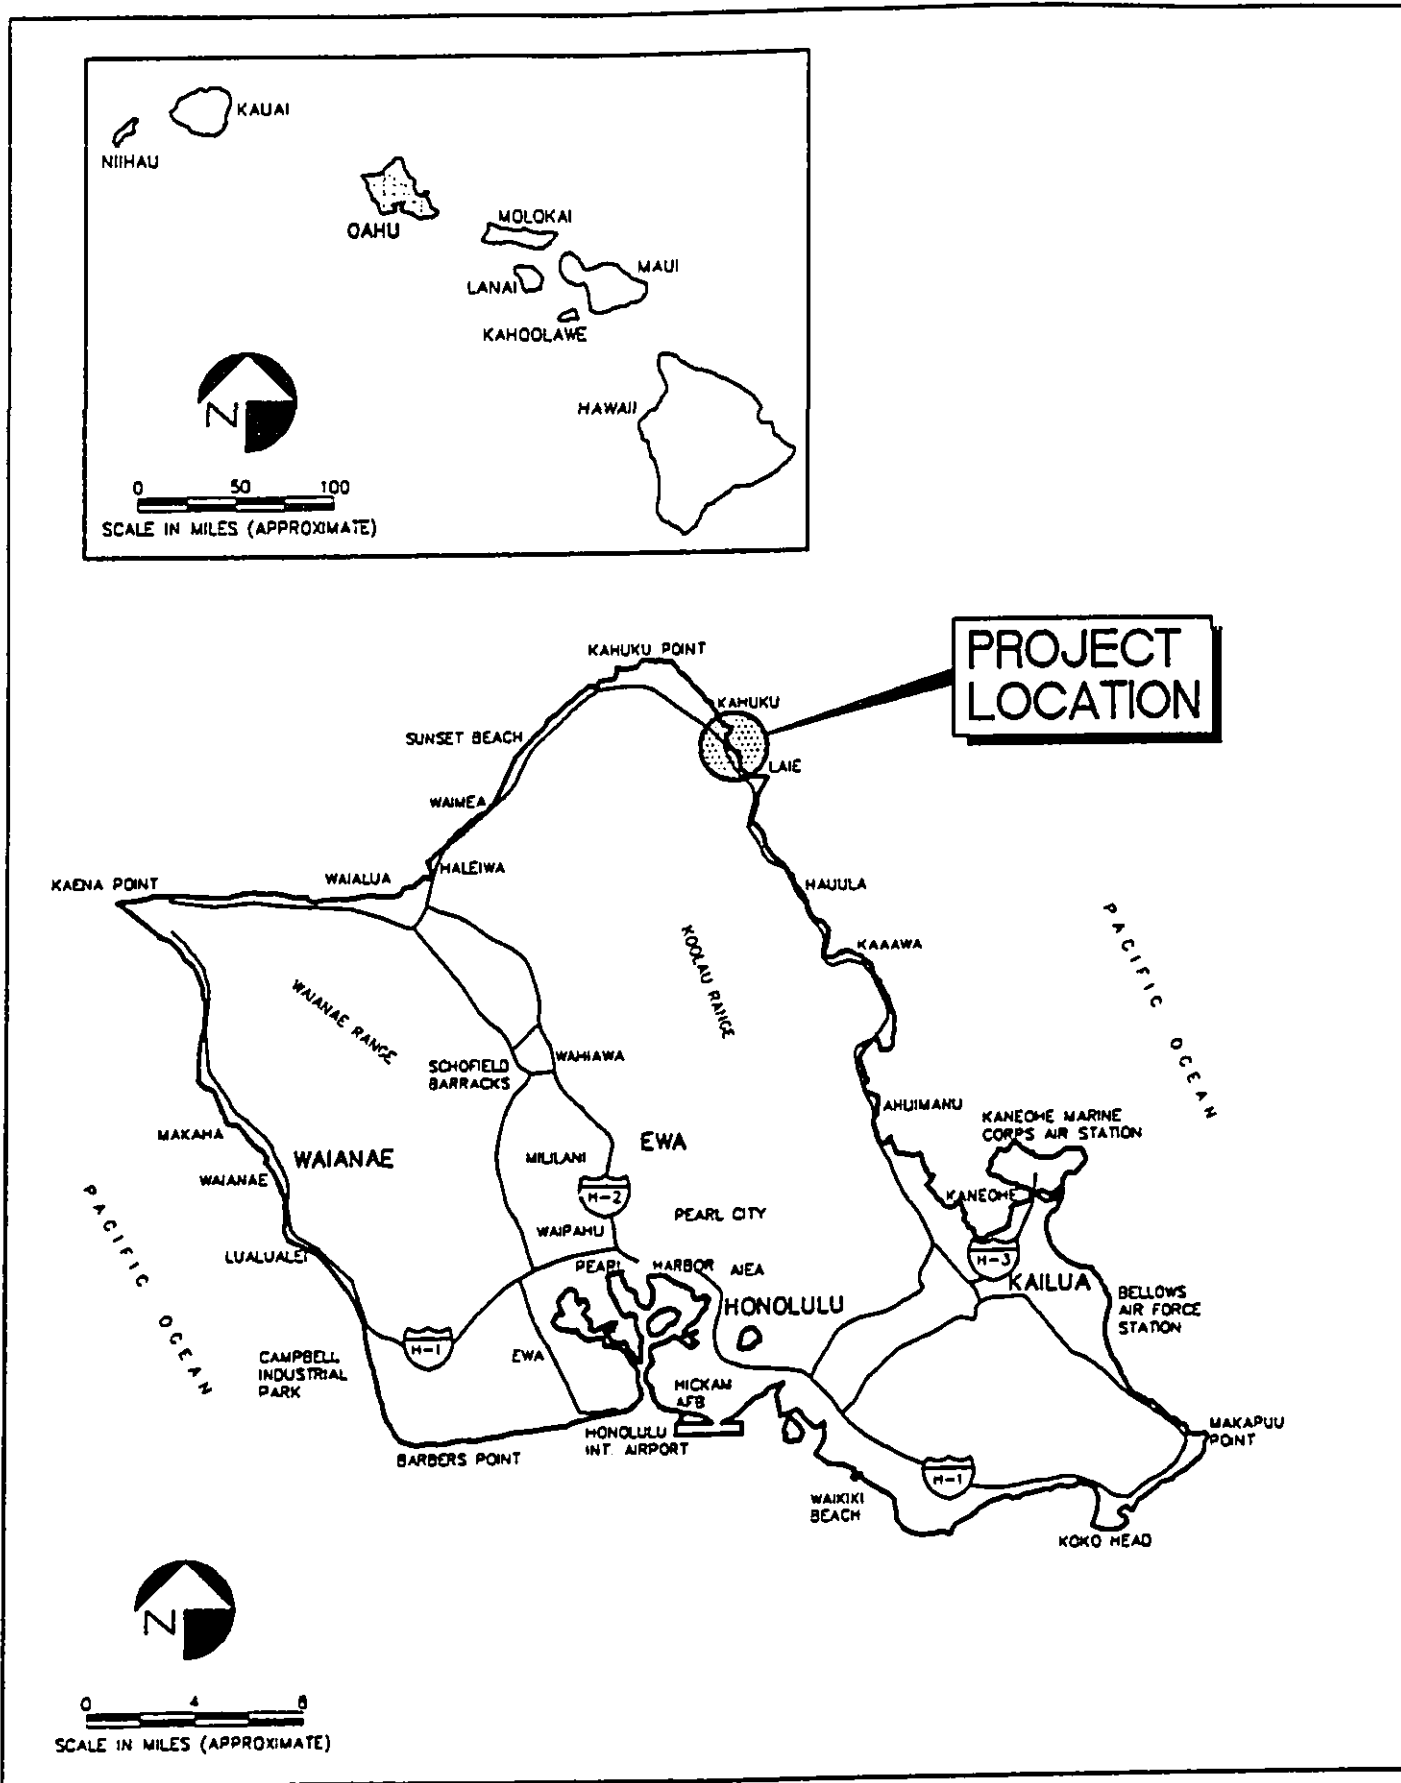 KAUAI
NIIHAU
OAHU
MOLOKAI
MAUI
LANAI
KAHOOLAWE
HAWAII
N
0 50 100
SCALE IN MILES (APPROXIMATE)
PROJECT
LOCATION
KAHUKU POINT
KAHUKU
SUNSET BEACH
LAIE
WAIMEA
HALEIWA
WAIALUA
KAENA POINT
HAUULA
KAAAWA
PACIFIC OCEAN
KOOLAU RANGE
WAIANAE RANGE
WAHIAWA
SCHOFIELD
BARRACKS
AHUIMANU
KANEOHE MARINE
CORPS AIR STATION
MAKAHA
WAIANAE
EWA
MILILANI
WAIANAE
H-2
KANEOHE
PACIFIC OCEAN
PEARL CITY
WAIPAHU
LUALUALEI
PEARL HARBOR
AIEA
H-3
KAILUA
HONOLULU
BELLOWS
AIR FORCE
STATION
H-1
EWA
CAMPBELL
INDUSTRIAL
PARK
HICKAM
AFB
MAKAPUU
POINT
HONOLULU
INT. AIRPORT
BARBERS POINT
H-1
WAIKIKI
BEACH
KOKO HEAD
N
0 4 8
SCALE IN MILES (APPROXIMATE)